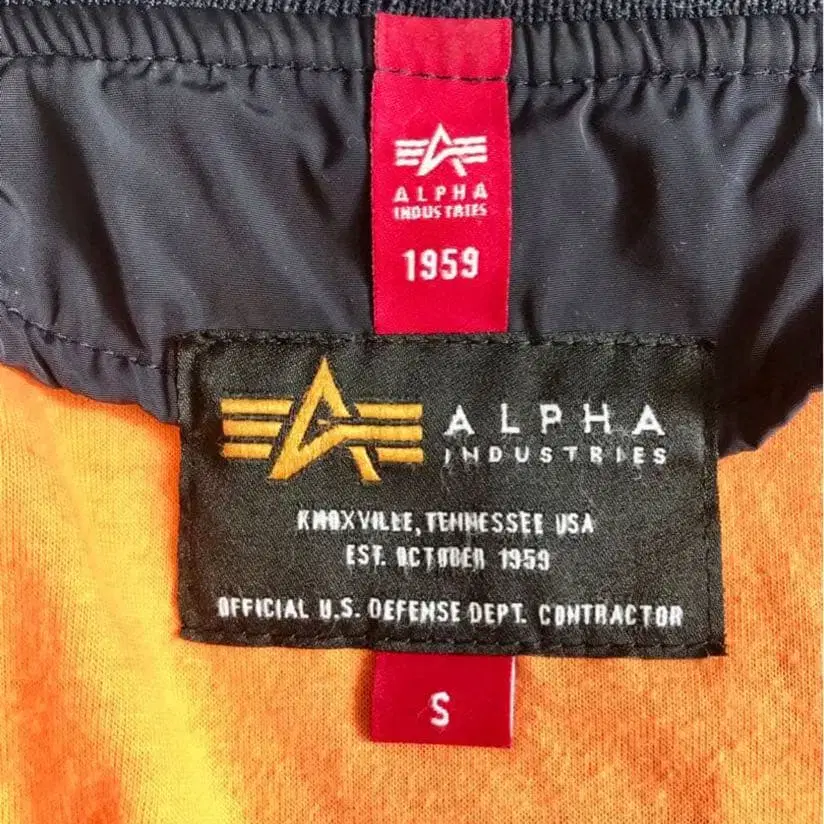 ALPHA
INDUSTRIES
1959
ALPHA
INDUSTRIES
KNOXVILLE, TENNESSEE USA
EST. OCTOBER 1959
OFFICIAL U.S. DEFENSE DEPT. CONTRACTOR
S